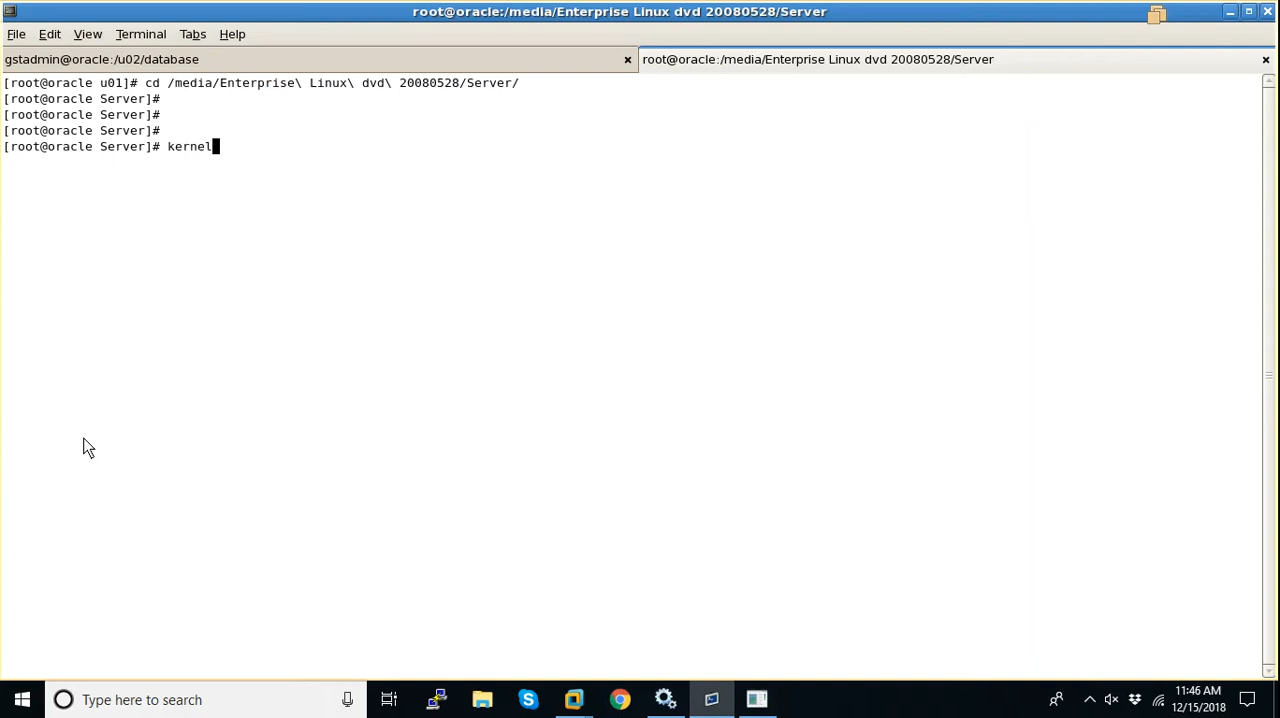 root@oracle:/media/Enterprise Linux dvd 20080528/Server
File Edit View Terminal Tabs Help
gstadmin@oracle:/u02/database
root@oracle:/media/Enterprise Linux dvd 20080528/Server
[root@oracle u01]# cd /media/Enterprise\ Linux\ dvd\ 20080528/Server/
[root@oracle Server]#
[root@oracle Server]#
[root@oracle Server]#
[root@oracle Server]# kernel
Type here to search
11:46 AM
12/15/2018